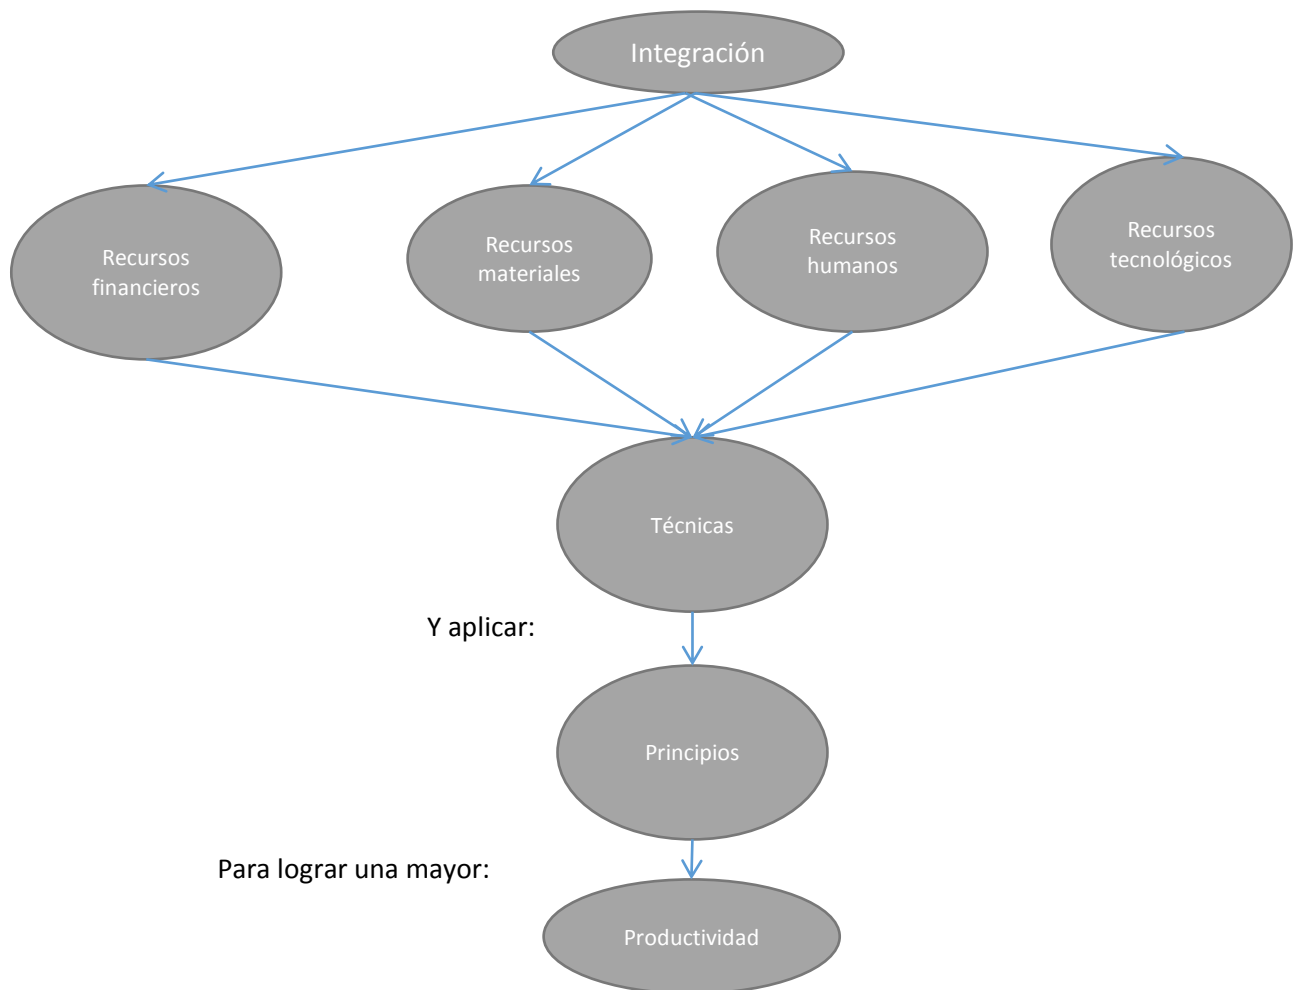 Integración
Recursos
financieros
Recursos
materiales
Recursos
humanos
Recursos
tecnológicos
Técnicas
Y aplicar:
Principios
Para lograr una mayor:
Productividad